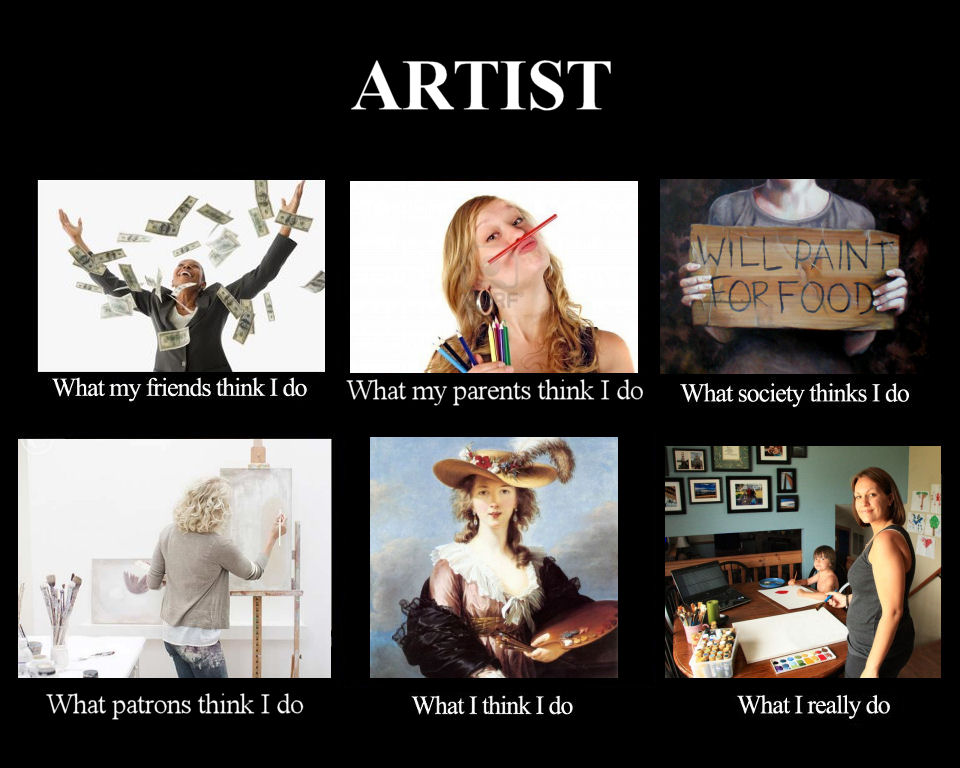 ARTIST
What my friends think I do
What my parents think I do
WILL PAINT
FOR FOOD
What society thinks I do
What patrons think I do
What I think I do
What I really do